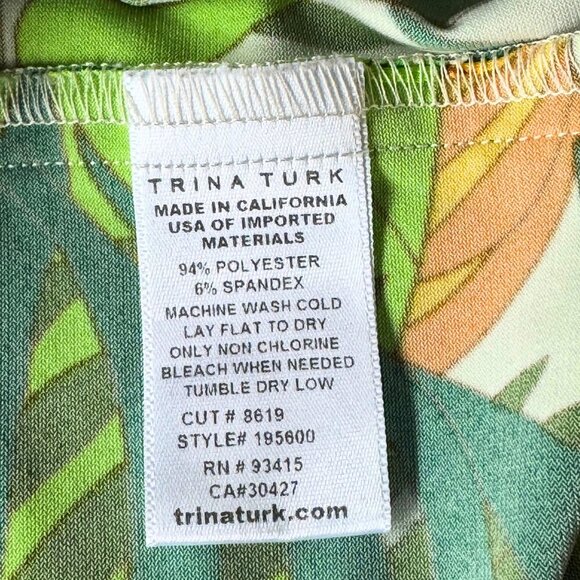 TRINA TURK
MADE IN CALIFORNIA
USA OF IMPORTED
MATERIALS
94% POLYESTER
6% SPANDEX
MACHINE WASH COLD
LAY FLAT TO DRY
ONLY NON CHLORINE
BLEACH WHEN NEEDED
TUMBLE DRY LOW
CUT # 8619
STYLE# 195600
RN # 93415
CA#30427
trinaturk.com